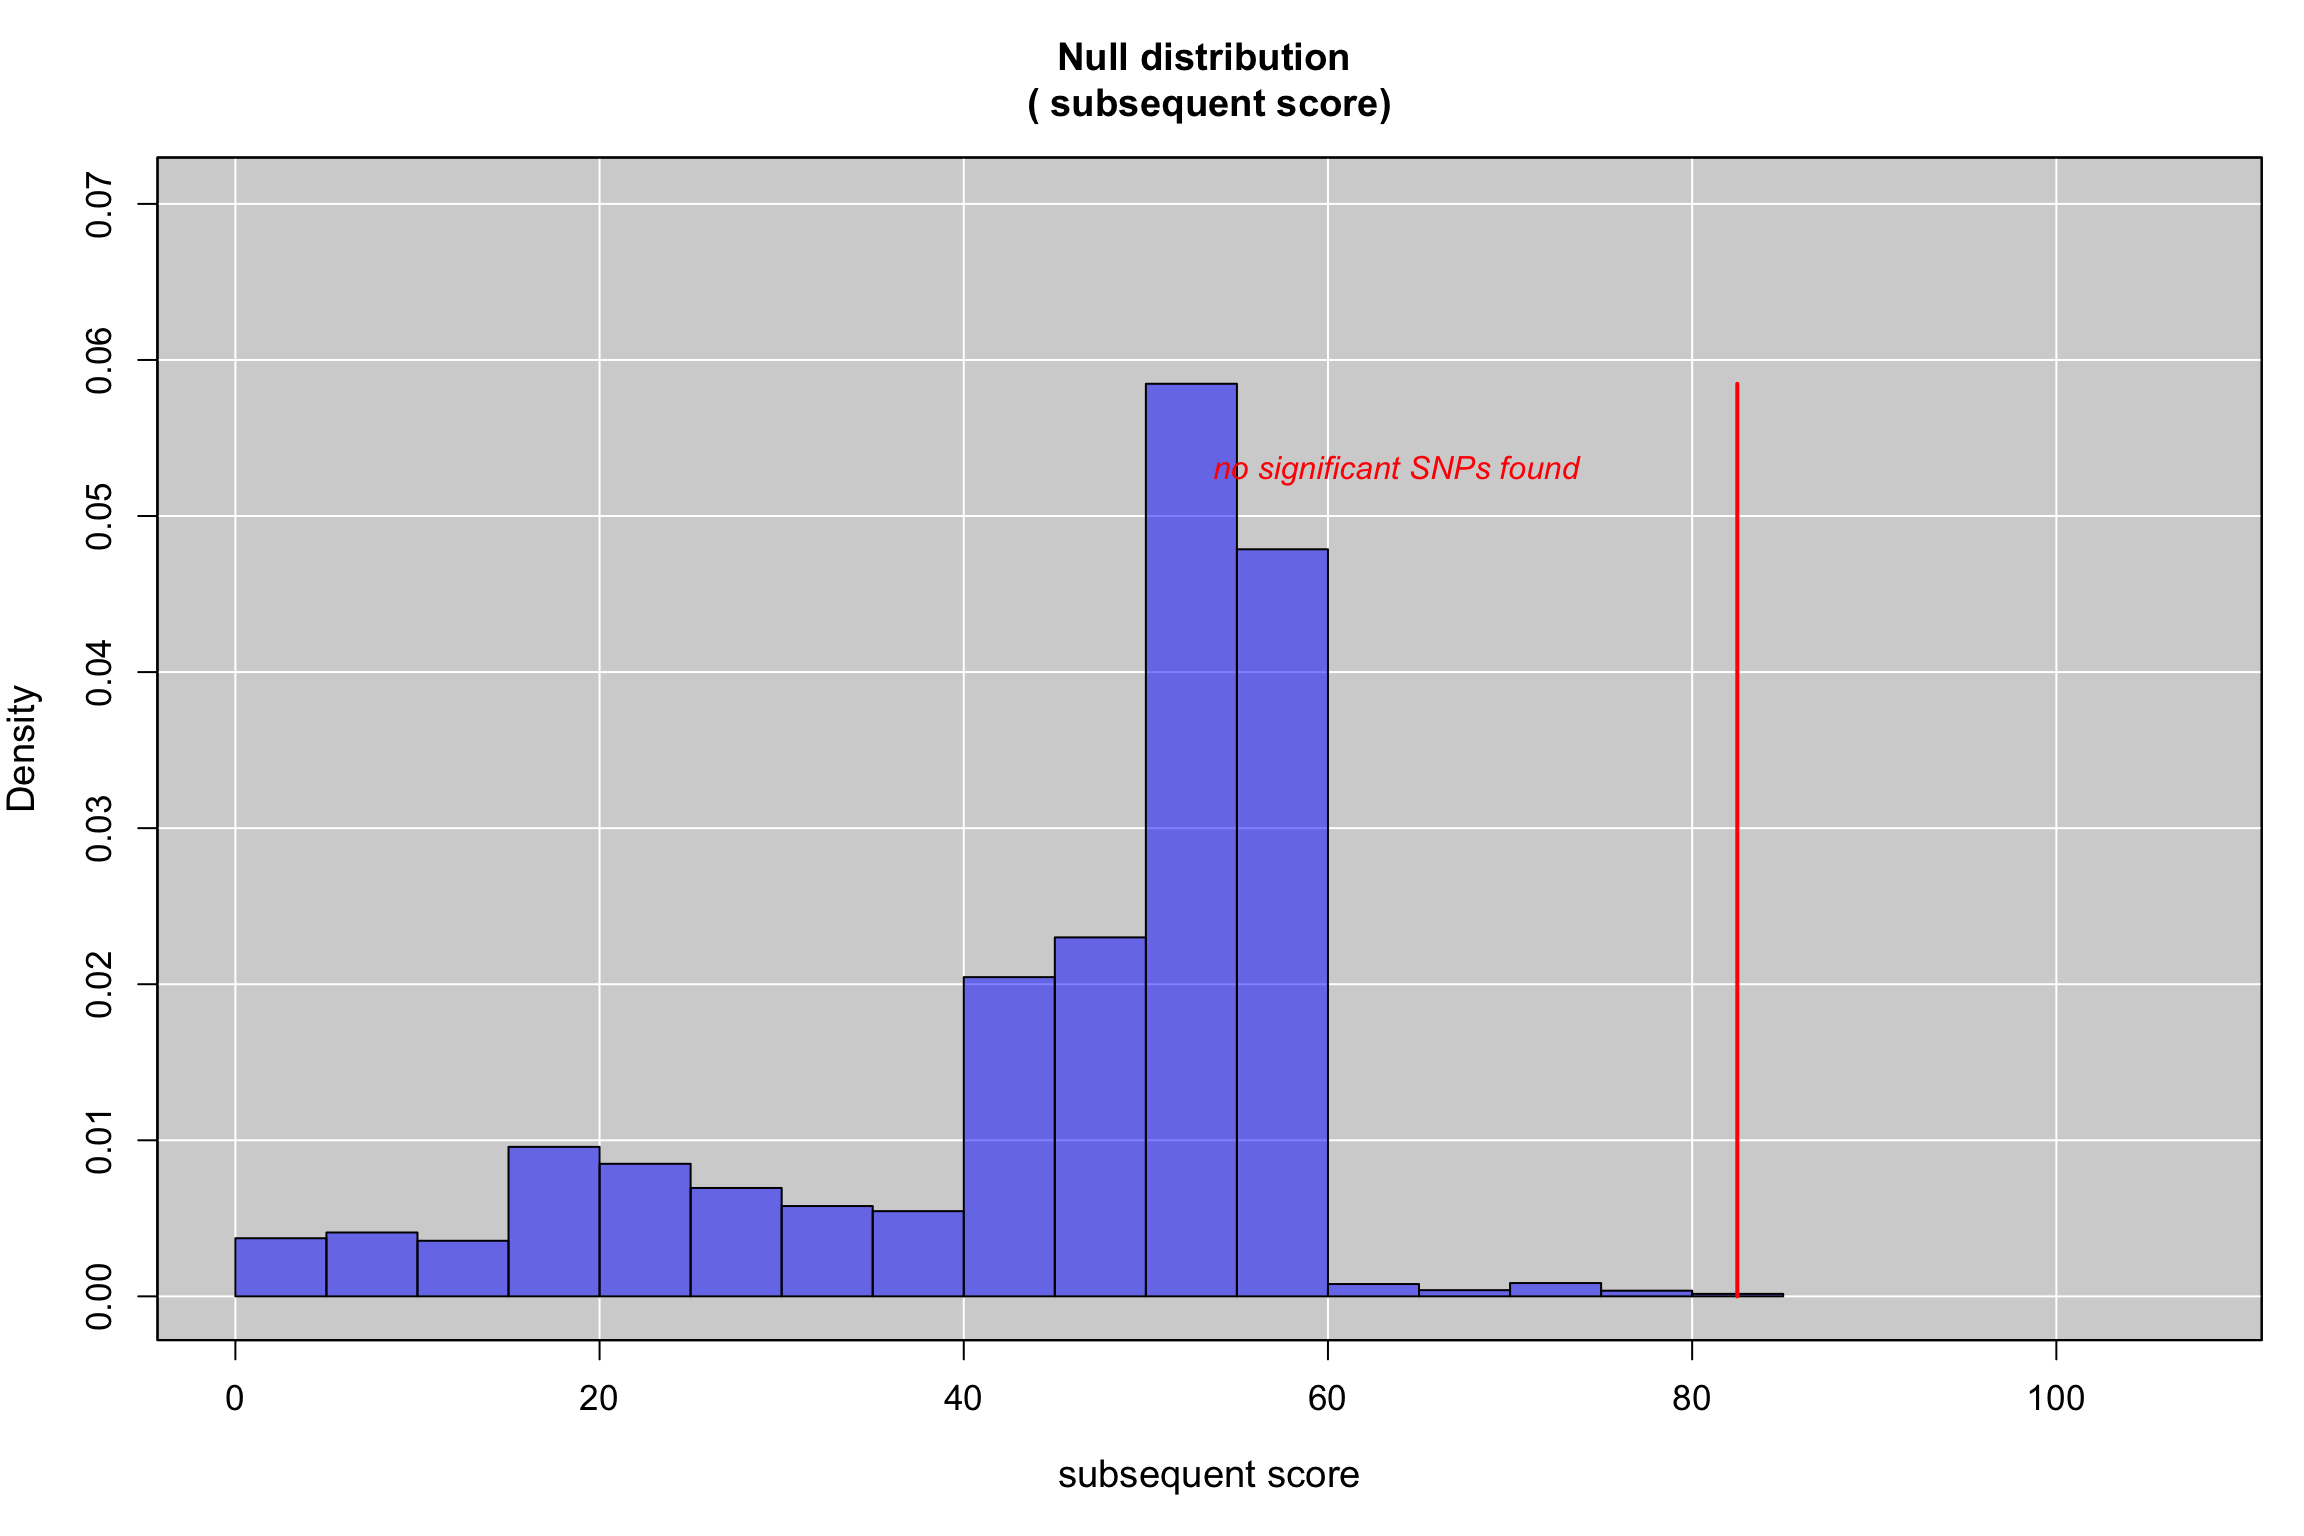 Null distribution
( subsequent score)
0.07
0.06
0.05
0.04
0.03
0.02
0.01
0.00
Density
no significant SNPs found
0 20 40 60 80 100
subsequent score